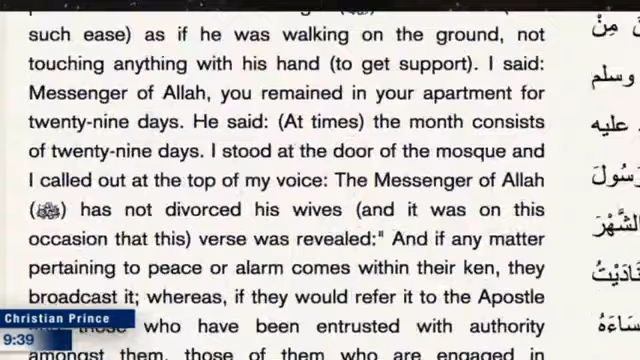 such ease) as if he was walking on the ground, not
touching anything with his hand (to get support). I said:
Messenger of Allah, you remained in your apartment for
twenty-nine days. He said: (At times) the month consists
of twenty-nine days. I stood at the door of the mosque and
I called out at the top of my voice: The Messenger of Allah
(ﷺ) has not divorced his wives (and it was on this
occasion that this) verse was revealed:" And if any matter
pertaining to peace or alarm comes within their ken, they
broadcast it; whereas, if they would refer it to the Apostle
who have been entrusted with authority
amongst them, those of them who are engaged in
مِنْ
وسلم
عليه
الشَّهْرَ
Christian Prince
9:39